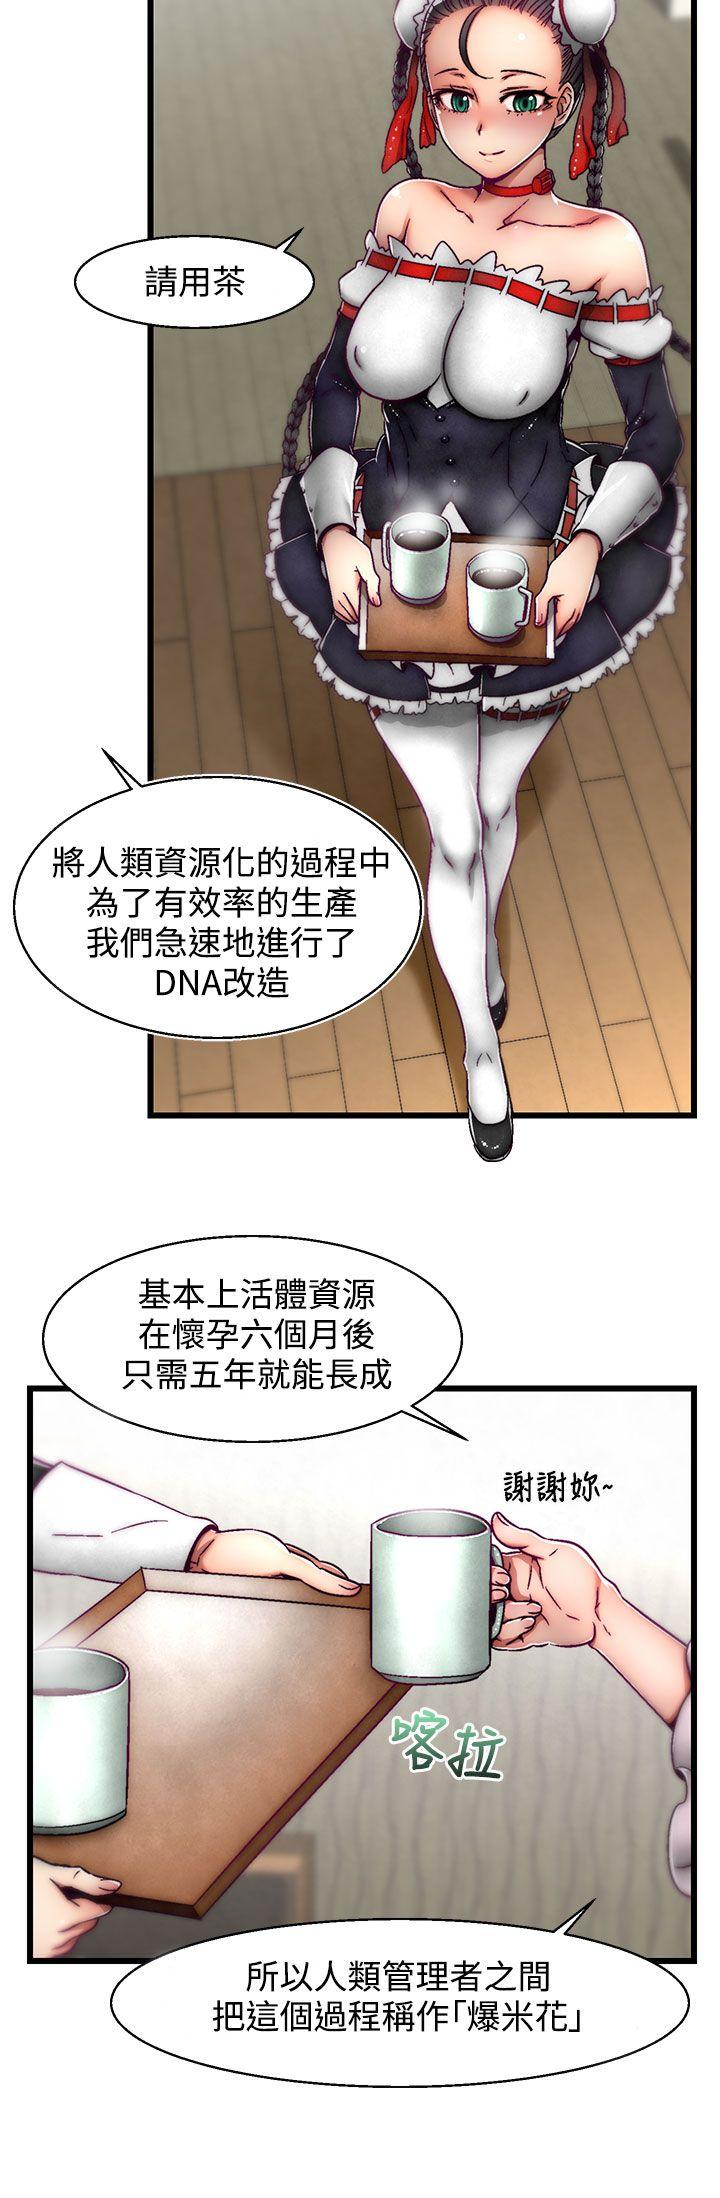 請用茶
將人類資源化的過程中
為了有效率的生產
我們急速地進行了
DNA改造
基本上活體資源
在懷孕六個月後
只需五年就能長成
謝謝妳~
喀拉
所以人類管理者之間
把這個過程稱作「爆米花」